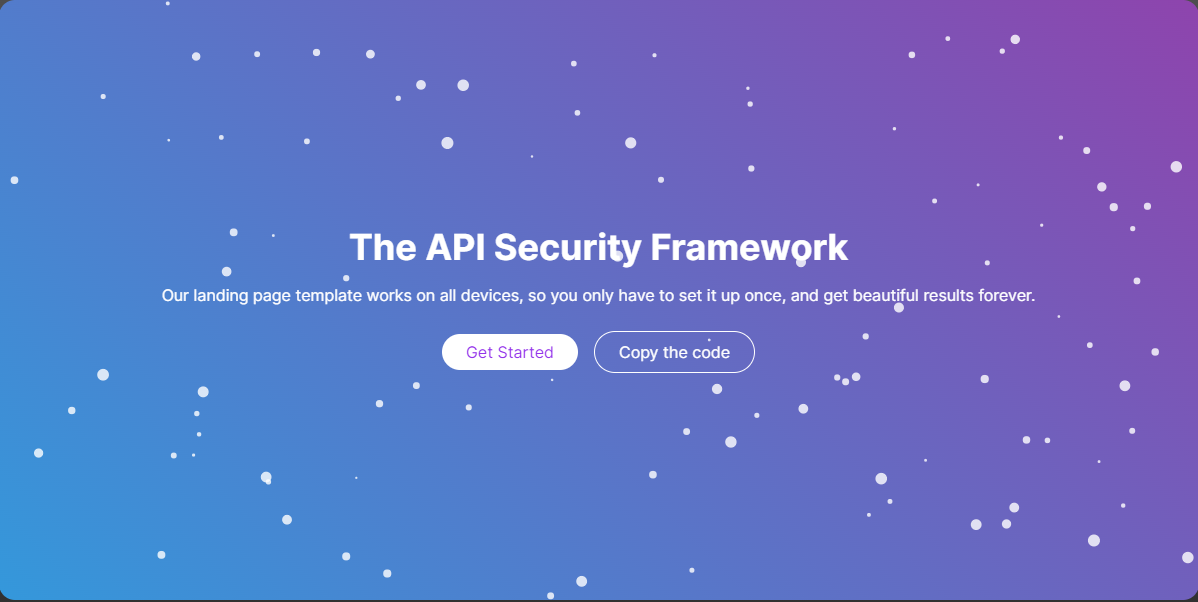 The API Security Framework
Our landing page template works on all devices, so you only have to set it up once, and get beautiful results forever.
Get Started
Copy the code